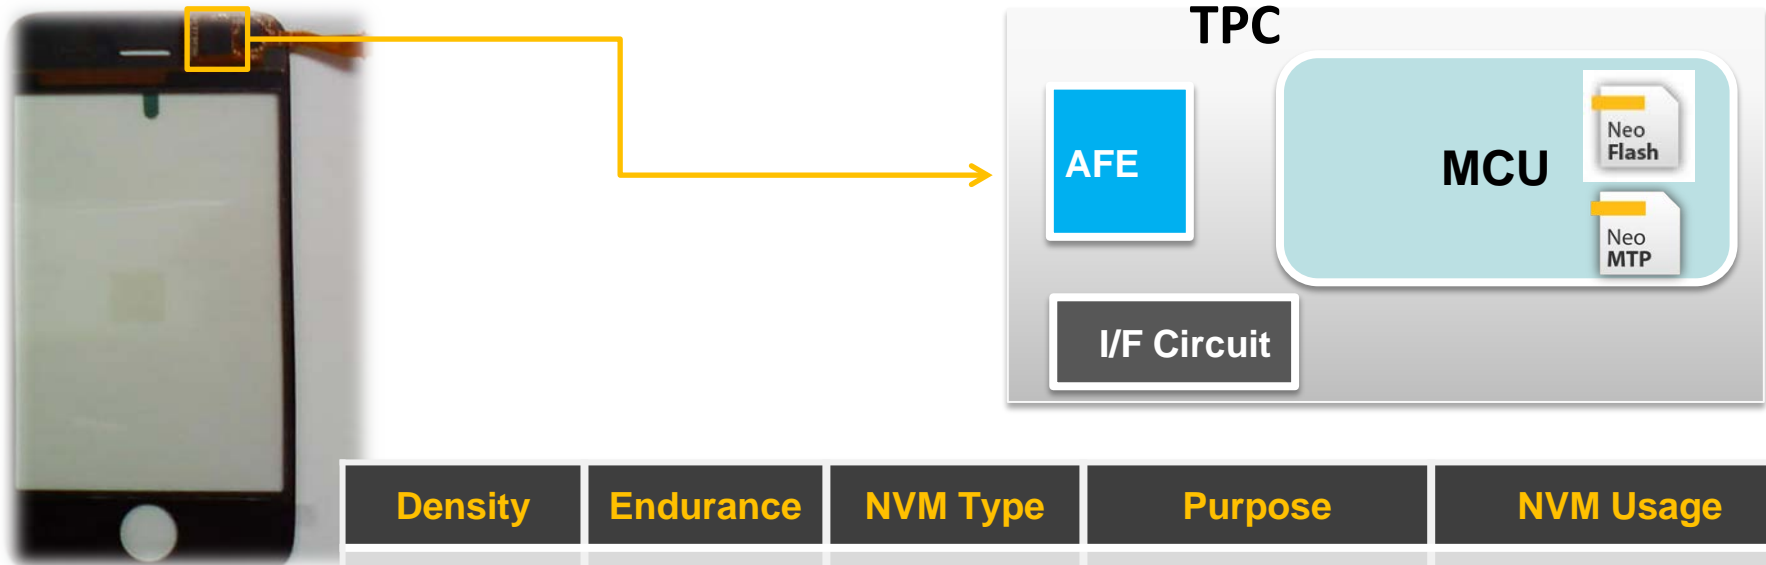 TPC
AFE
MCU
Neo
Flash
Neo
MTP
I/F Circuit
Density Endurance NVM Type Purpose NVM Usage